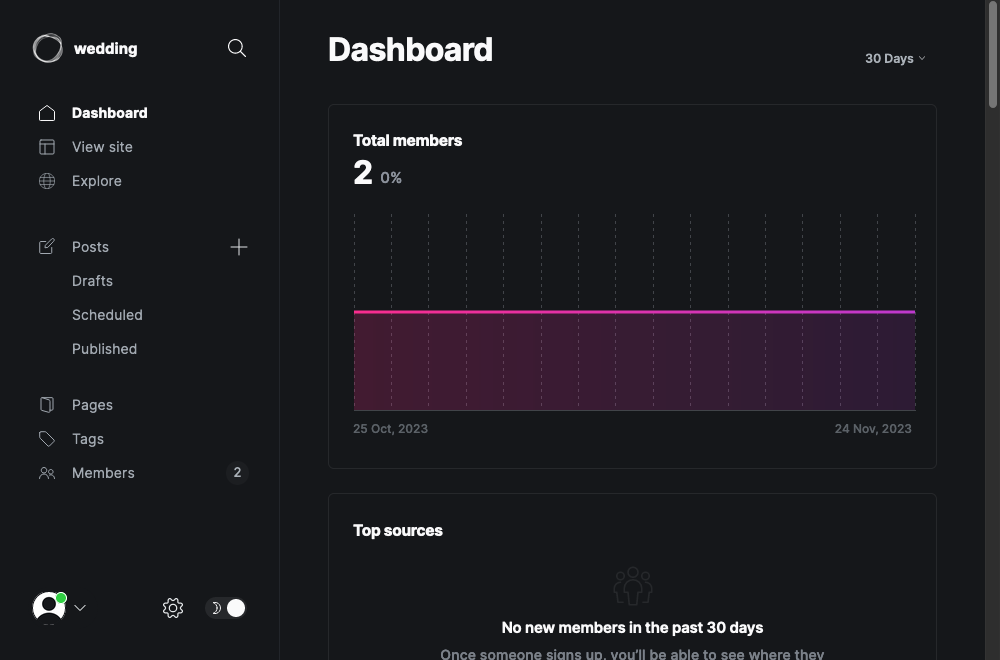 wedding
Dashboard
View site
Explore
Posts
Drafts
Scheduled
Published
Pages
Tags
Members 2
Dashboard
30 Days
Total members
2 0%
25 Oct, 2023 24 Nov, 2023
Top sources
No new members in the past 30 days
Once someone signs up, you'll be able to see where they